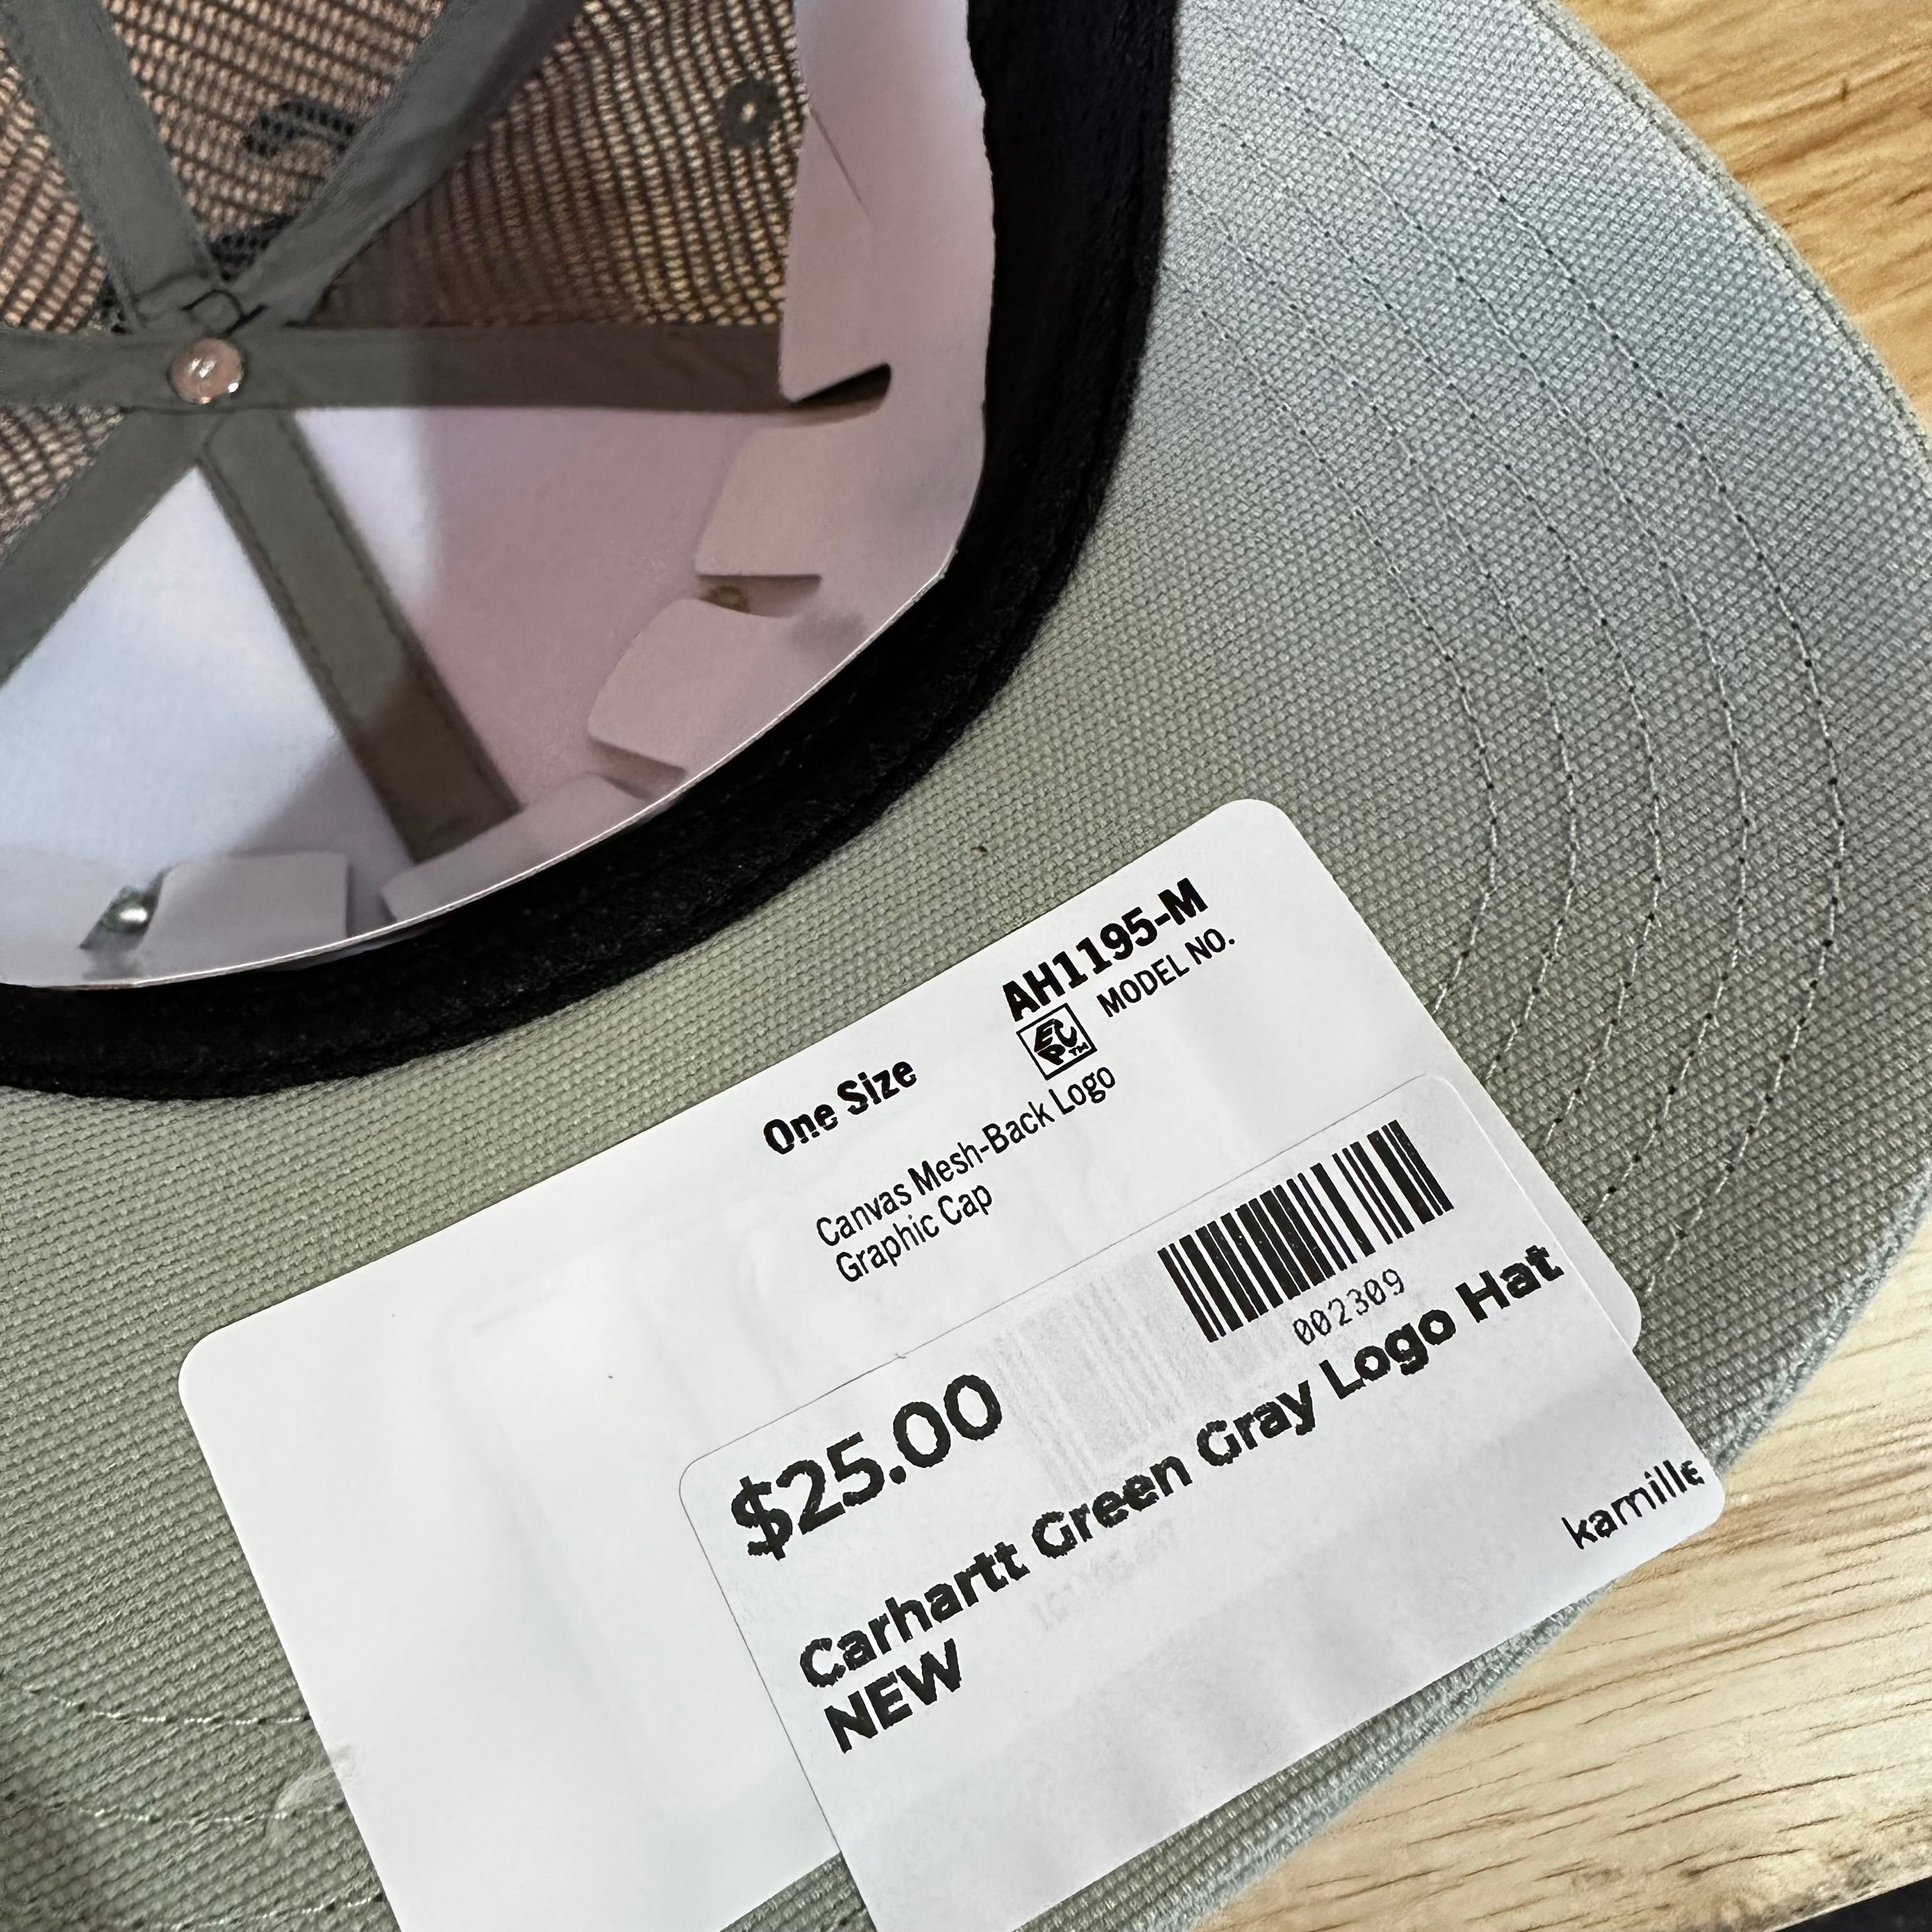 AH1195-M
One Size
MODEL NO.
Canvas Mesh-Back Logo
Graphic Cap
002309
$25.00
Carhartt Green Gray Logo Hat
NEW
kamille